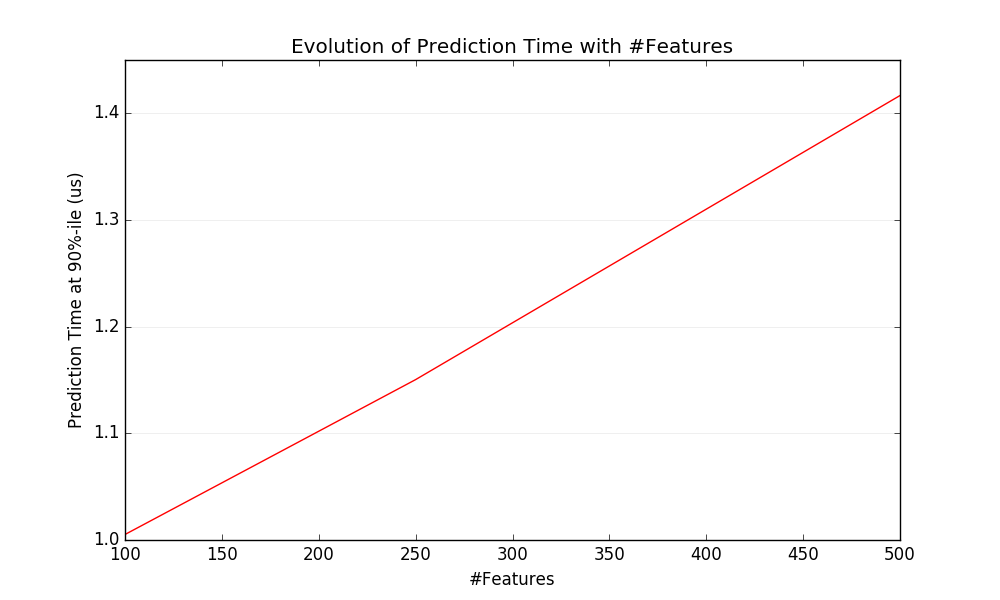 Evolution of Prediction Time with #Features
Prediction Time at 90%-ile (us)
1.4
1.3
1.2
1.1
1.0
100 150 200 250 300 350 400 450 500
#Features